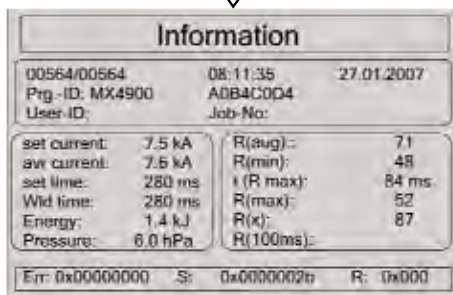 Information
00564/00564 08:11:35 27.01.2007
Prg.-ID: MX4900 A0B4C0D4
User-ID: Job-No:
set current: 7.5 kA R(aug).: 71
aw current: 7.6 kA R(min): 48
set time: 280 ms t (R max): 84 ms
Wld time: 280 ms R(max): 52
Energy: 1.4 kJ R(x): 87
Pressure: 6.0 hPa R(100ms).:
Err: 0x00000000 S: 0x0000002b R: 0x000